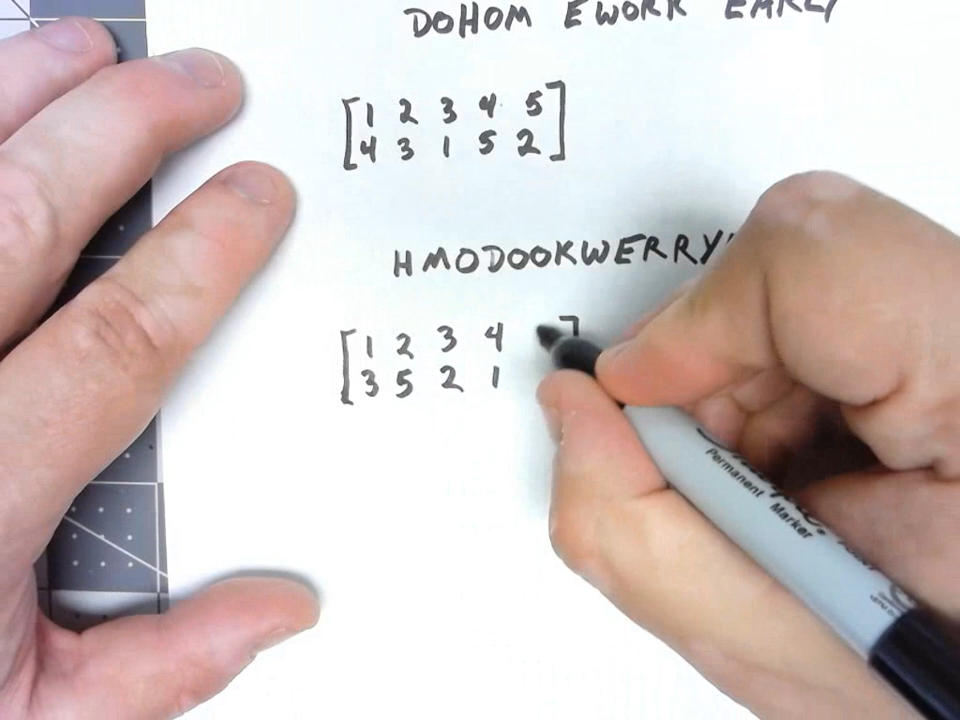 DOHOM EWORK EARLY
[1 2 3 4 5]
[4 3 1 5 2]
HMODOOKWERRY
[1 2 3 4 ]
[3 5 2 1
Permanent Marker